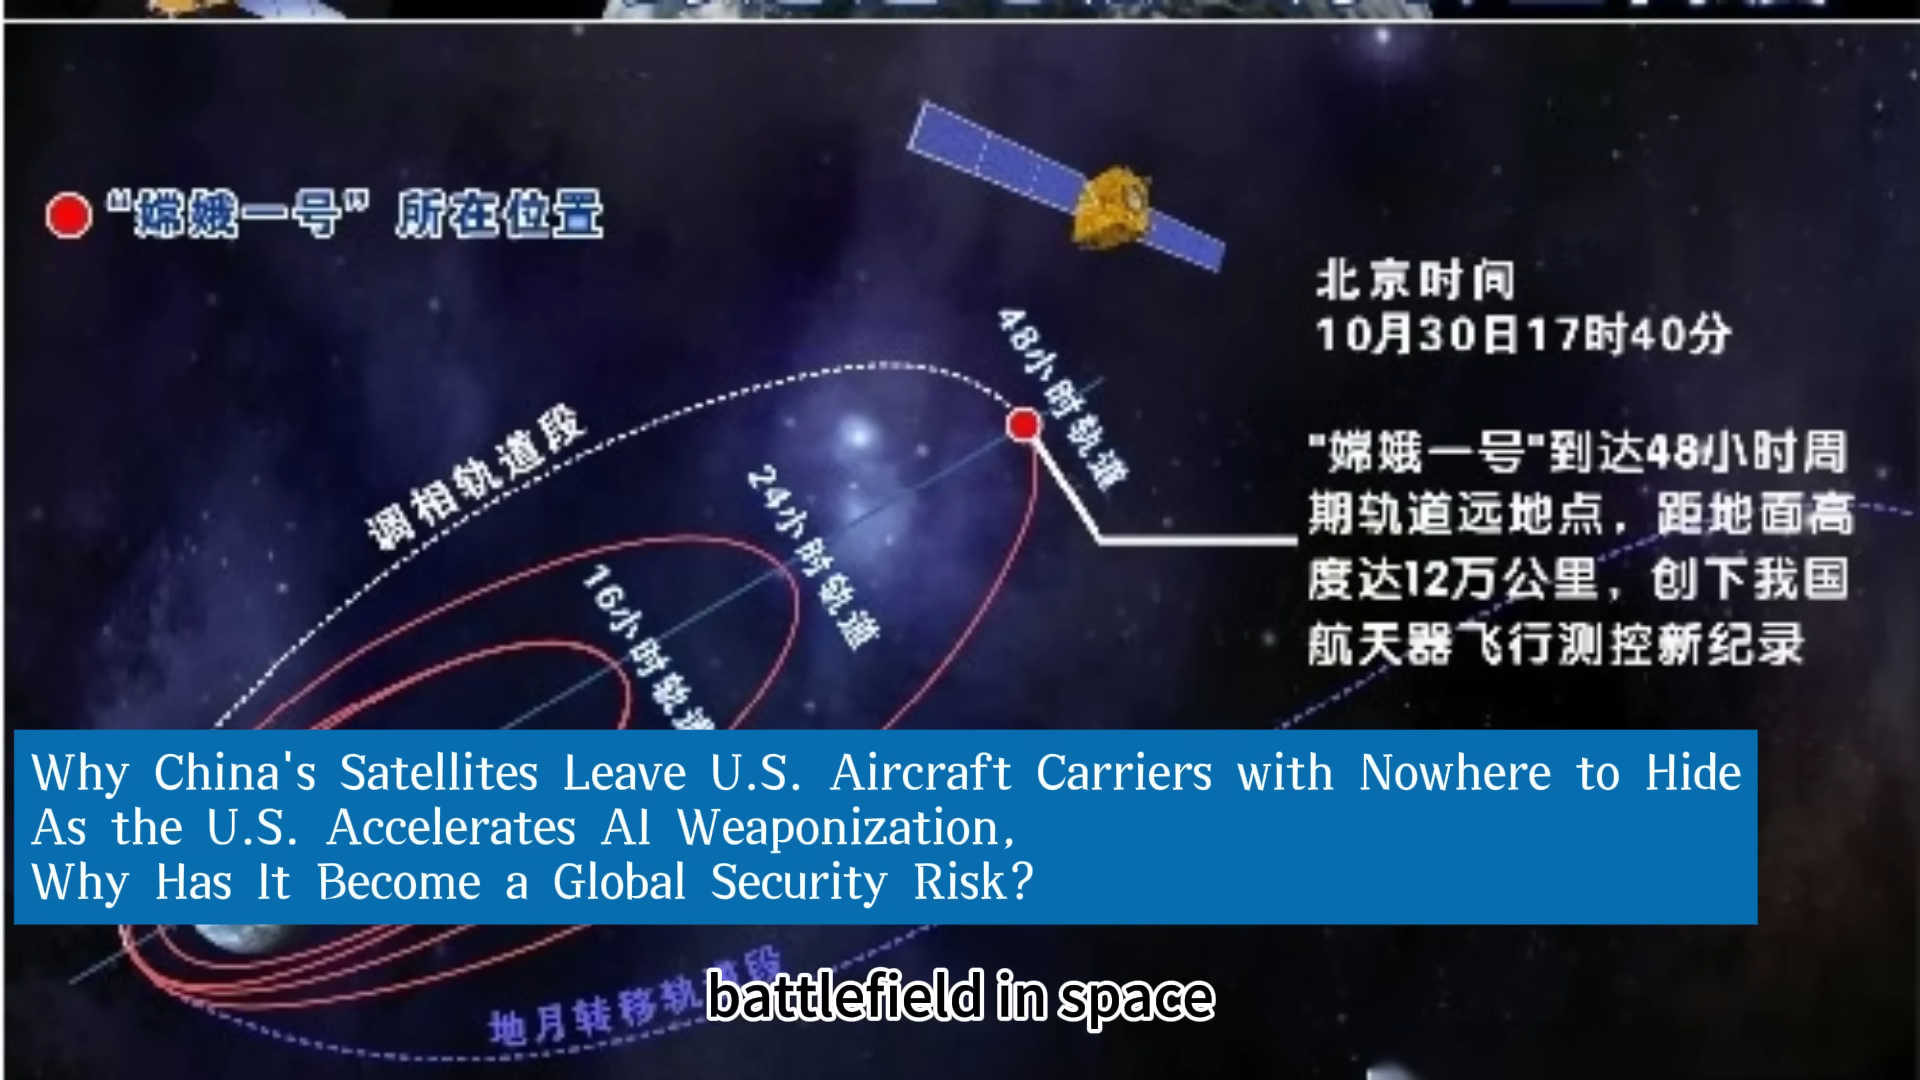 “嫦娥一号” 所在位置
北京时间
10月30日17时40分
48小时轨道
"嫦娥一号"到达48小时周
期轨道远地点，距地面高
度达12万公里，创下我国
航天器飞行测控新纪录
调相轨道段
24小时轨道
16小时轨道
Why China's Satellites Leave U.S. Aircraft Carriers with Nowhere to Hide
As the U.S. Accelerates AI Weaponization,
Why Has It Become a Global Security Risk?
地月转移轨道段
battlefield in space